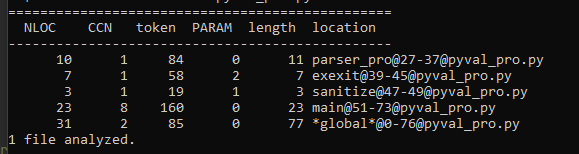 ================================================
NLOC CCN token PARAM length location
------------------------------------------------
10 1 84 0 11 parser_pro@27-37@pyval_pro.py
7 1 58 2 7 exexit@39-45@pyval_pro.py
3 1 19 1 3 sanitize@47-49@pyval_pro.py
23 8 160 0 23 main@51-73@pyval_pro.py
31 2 85 0 77 *global*@0-76@pyval_pro.py
1 file analyzed.